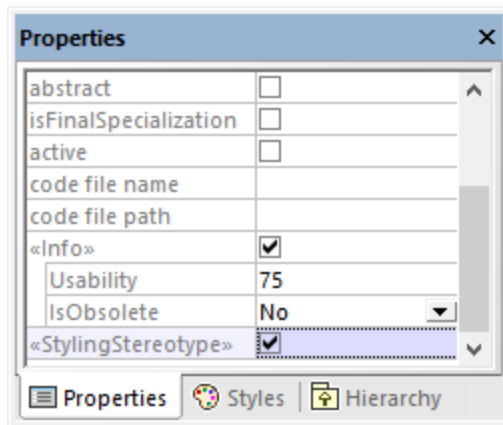 Properties
abstract
isFinalSpecialization
active
code file name
code file path
«Info»
Usability 75
IsObsolete No
«StylingStereotype»
Properties Styles Hierarchy